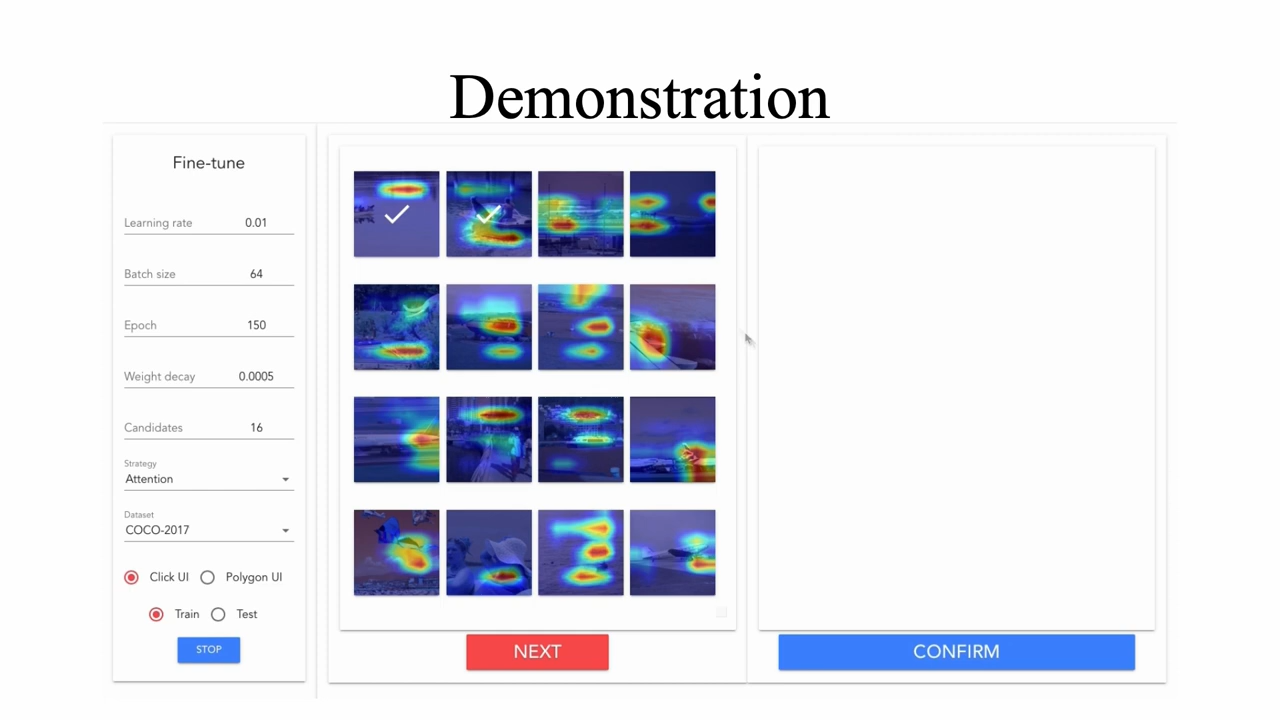 Demonstration
Fine-tune
Learning rate 0.01
Batch size 64
Epoch 150
Weight decay 0.0005
Candidates 16
Strategy
Attention
Dataset
COCO-2017
Click UI Polygon UI
Train Test
STOP
NEXT
CONFIRM